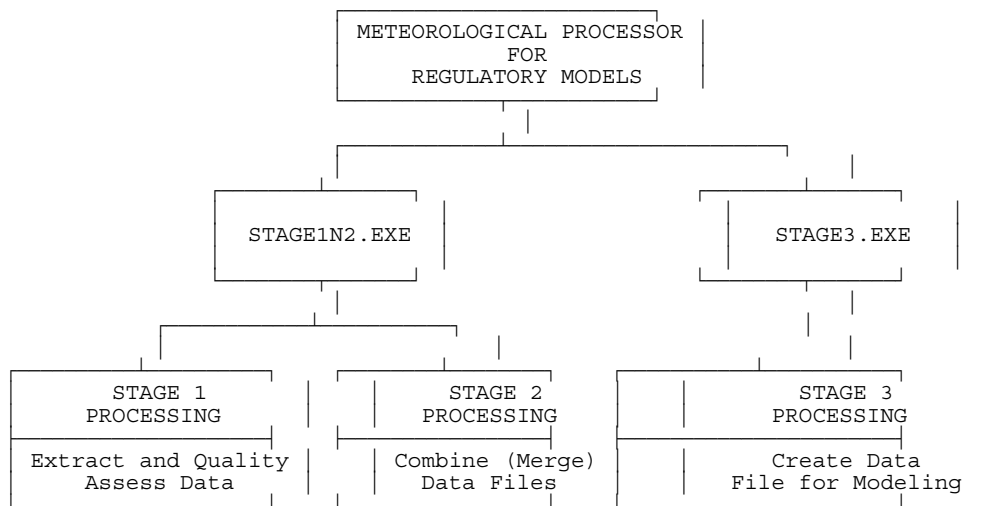 METEOROLOGICAL PROCESSOR
FOR
REGULATORY MODELS
STAGE1N2.EXE
STAGE3.EXE
STAGE 1
PROCESSING
Extract and Quality
Assess Data
STAGE 2
PROCESSING
Combine (Merge)
Data Files
STAGE 3
PROCESSING
Create Data
File for Modeling